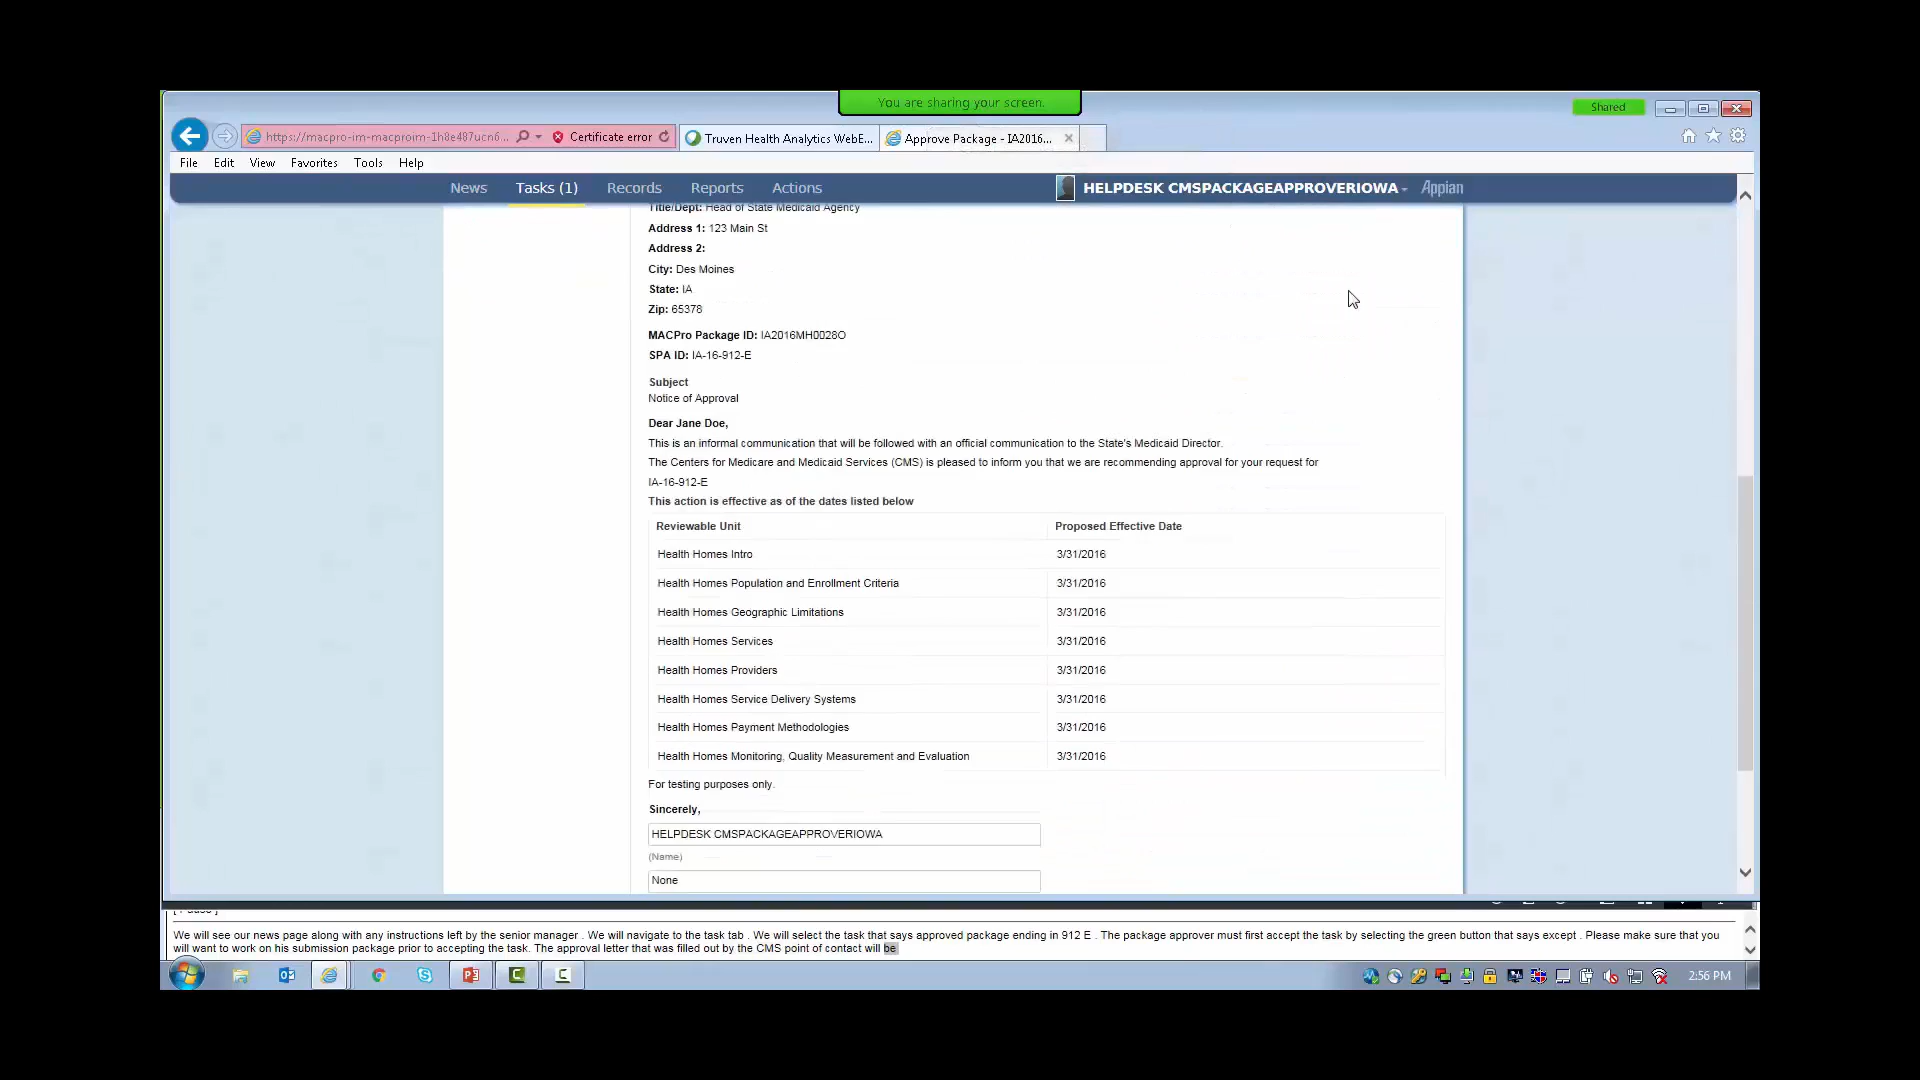 You are sharing your screen.
Shared
https://macpro-im-macproim-1h8e487ucn6... Certificate error Truven Health Analytics WebE... Approve Package - IA2016...
File Edit View Favorites Tools Help
News Tasks (1) Records Reports Actions HELPDESK CMSPACKAGEAPPROVERIOWA Appian
Title/Dept: Head of State Medicaid Agency
Address 1: 123 Main St
Address 2:
City: Des Moines
State: IA
Zip: 65378
MACPro Package ID: IA2016MH0028O
SPA ID: IA-16-912-E
Subject
Notice of Approval
Dear Jane Doe,
This is an informal communication that will be followed with an official communication to the State's Medicaid Director.
The Centers for Medicare and Medicaid Services (CMS) is pleased to inform you that we are recommending approval for your request for
IA-16-912-E
This action is effective as of the dates listed below
Reviewable Unit Proposed Effective Date
Health Homes Intro 3/31/2016
Health Homes Population and Enrollment Criteria 3/31/2016
Health Homes Geographic Limitations 3/31/2016
Health Homes Services 3/31/2016
Health Homes Providers 3/31/2016
Health Homes Service Delivery Systems 3/31/2016
Health Homes Payment Methodologies 3/31/2016
Health Homes Monitoring, Quality Measurement and Evaluation 3/31/2016
For testing purposes only.
Sincerely,
HELPDESK CMSPACKAGEAPPROVERIOWA
(Name)
None
We will see our news page along with any instructions left by the senior manager . We will navigate to the task tab . We will select the task that says approved package ending in 912 E . The package approver must first accept the task by selecting the green button that says except . Please make sure that you
will want to work on his submission package prior to accepting the task. The approval letter that was filled out by the CMS point of contact will be
2:56 PM